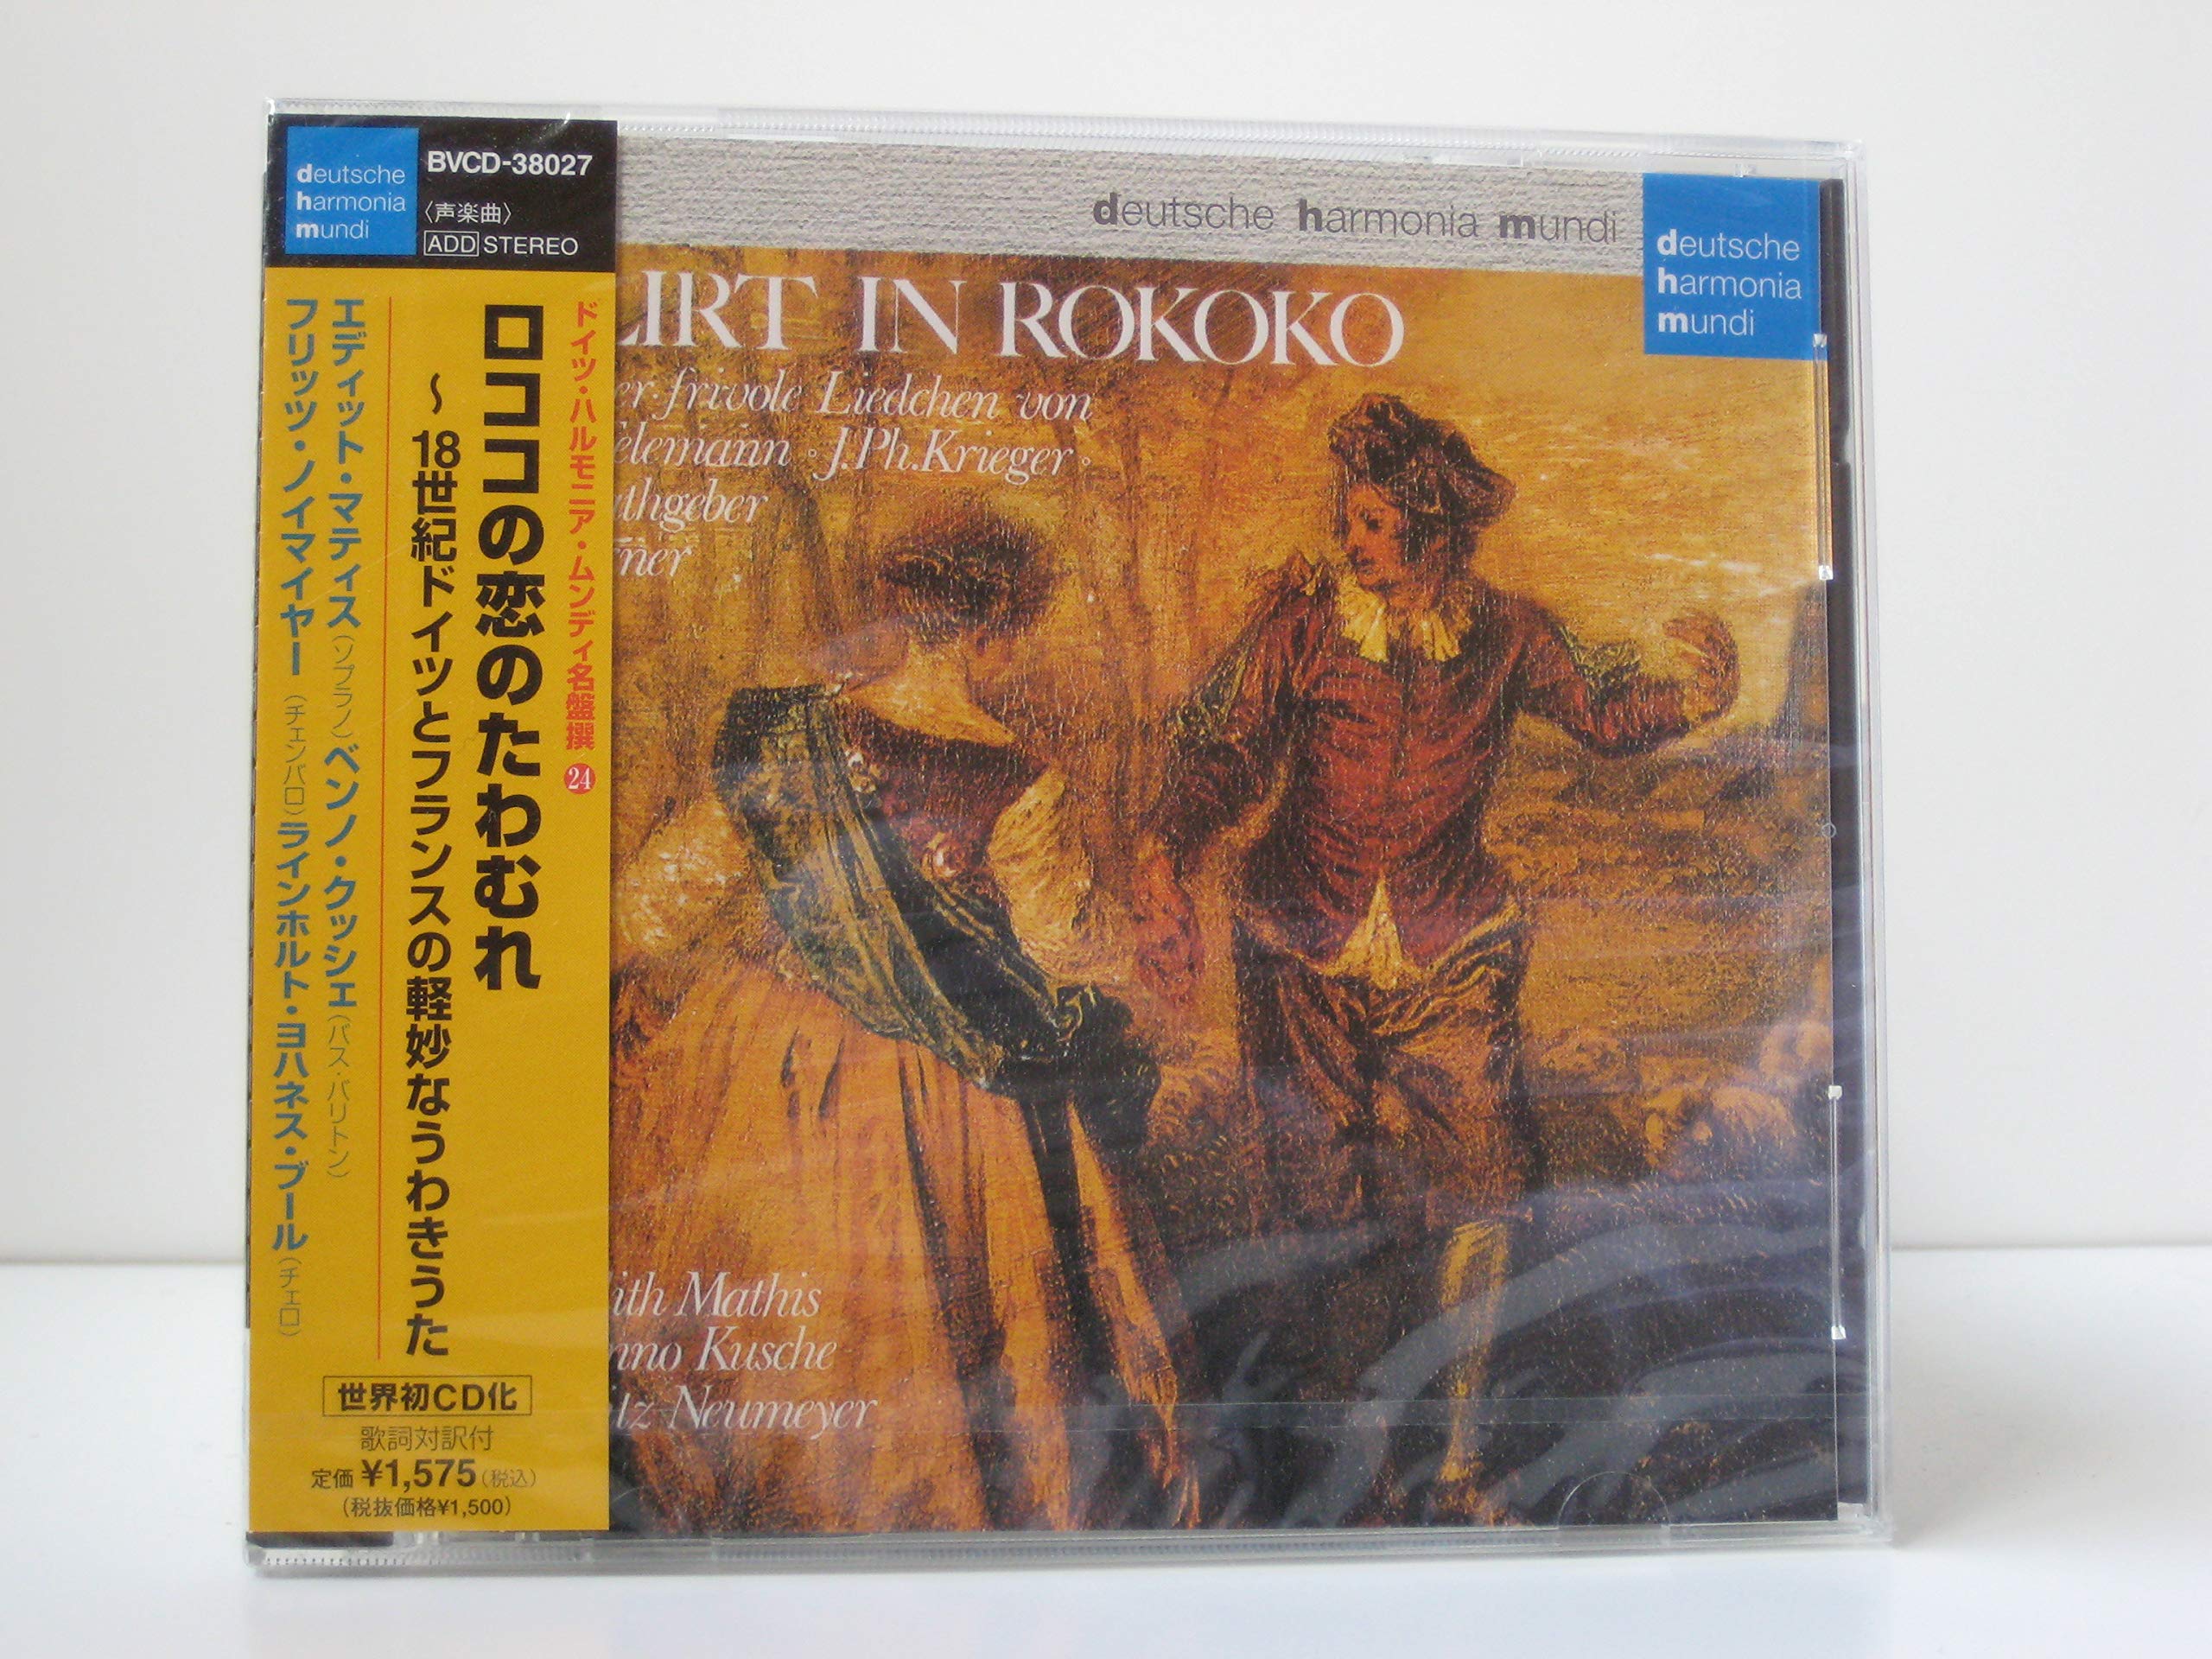 deutsche
harmonia
mundi
BVCD-38027
〈声楽曲〉
ADD STEREO
ドイツ・ハルモニア・ムンディ名盤撰 24
ロココの恋のたわむれ
～18世紀ドイツとフランスの軽妙なうわきうた
エディット・マティス(ソプラノ)ベンノ・クッシェ(バス・バリトン)
フリッツ・ノイマイヤー(チェンバロ)ラインホルト・ヨハネス・ブール(チェロ)
世界初CD化
歌詞対訳付
定価 ¥1,575(税込)
(税抜価格¥1,500)
deutsche harmonia mundi
deutsche
harmonia
mundi
LIRT IN ROKOKO
er frivole Liedchen von
elemann ∘ J.Ph.Krieger ∘
thgeber
ner
ith Mathis
nno Kusche
tz Neumeyer